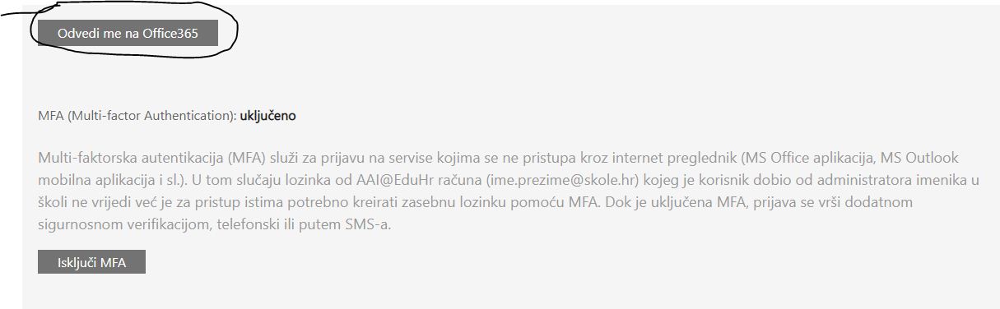 Odvedi me na Office365
MFA (Multi-factor Authentication): uključeno
Multi-faktorska autentikacija (MFA) služi za prijavu na servise kojima se ne pristupa kroz internet preglednik (MS Office aplikacija, MS Outlook
mobilna aplikacija i sl.). U tom slučaju lozinka od AAI@EduHr računa (ime.prezime@skole.hr) kojeg je korisnik dobio od administratora imenika u
školi ne vrijedi već je za pristup istima potrebno kreirati zasebnu lozinku pomoću MFA. Dok je uključena MFA, prijava se vrši dodatnom
sigurnosnom verifikacijom, telefonski ili putem SMS-a.
Isključi MFA